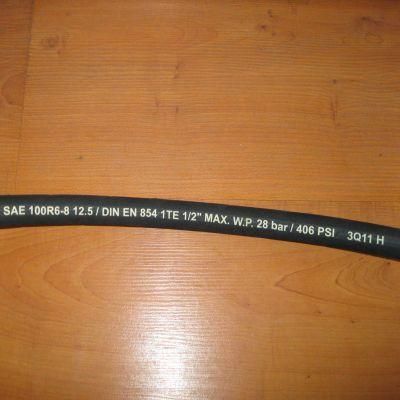 SAE 100R6-8 12.5 / DIN EN 854 1TE 1/2" MAX. W.P. 28 bar / 406 PSI 3Q11 H